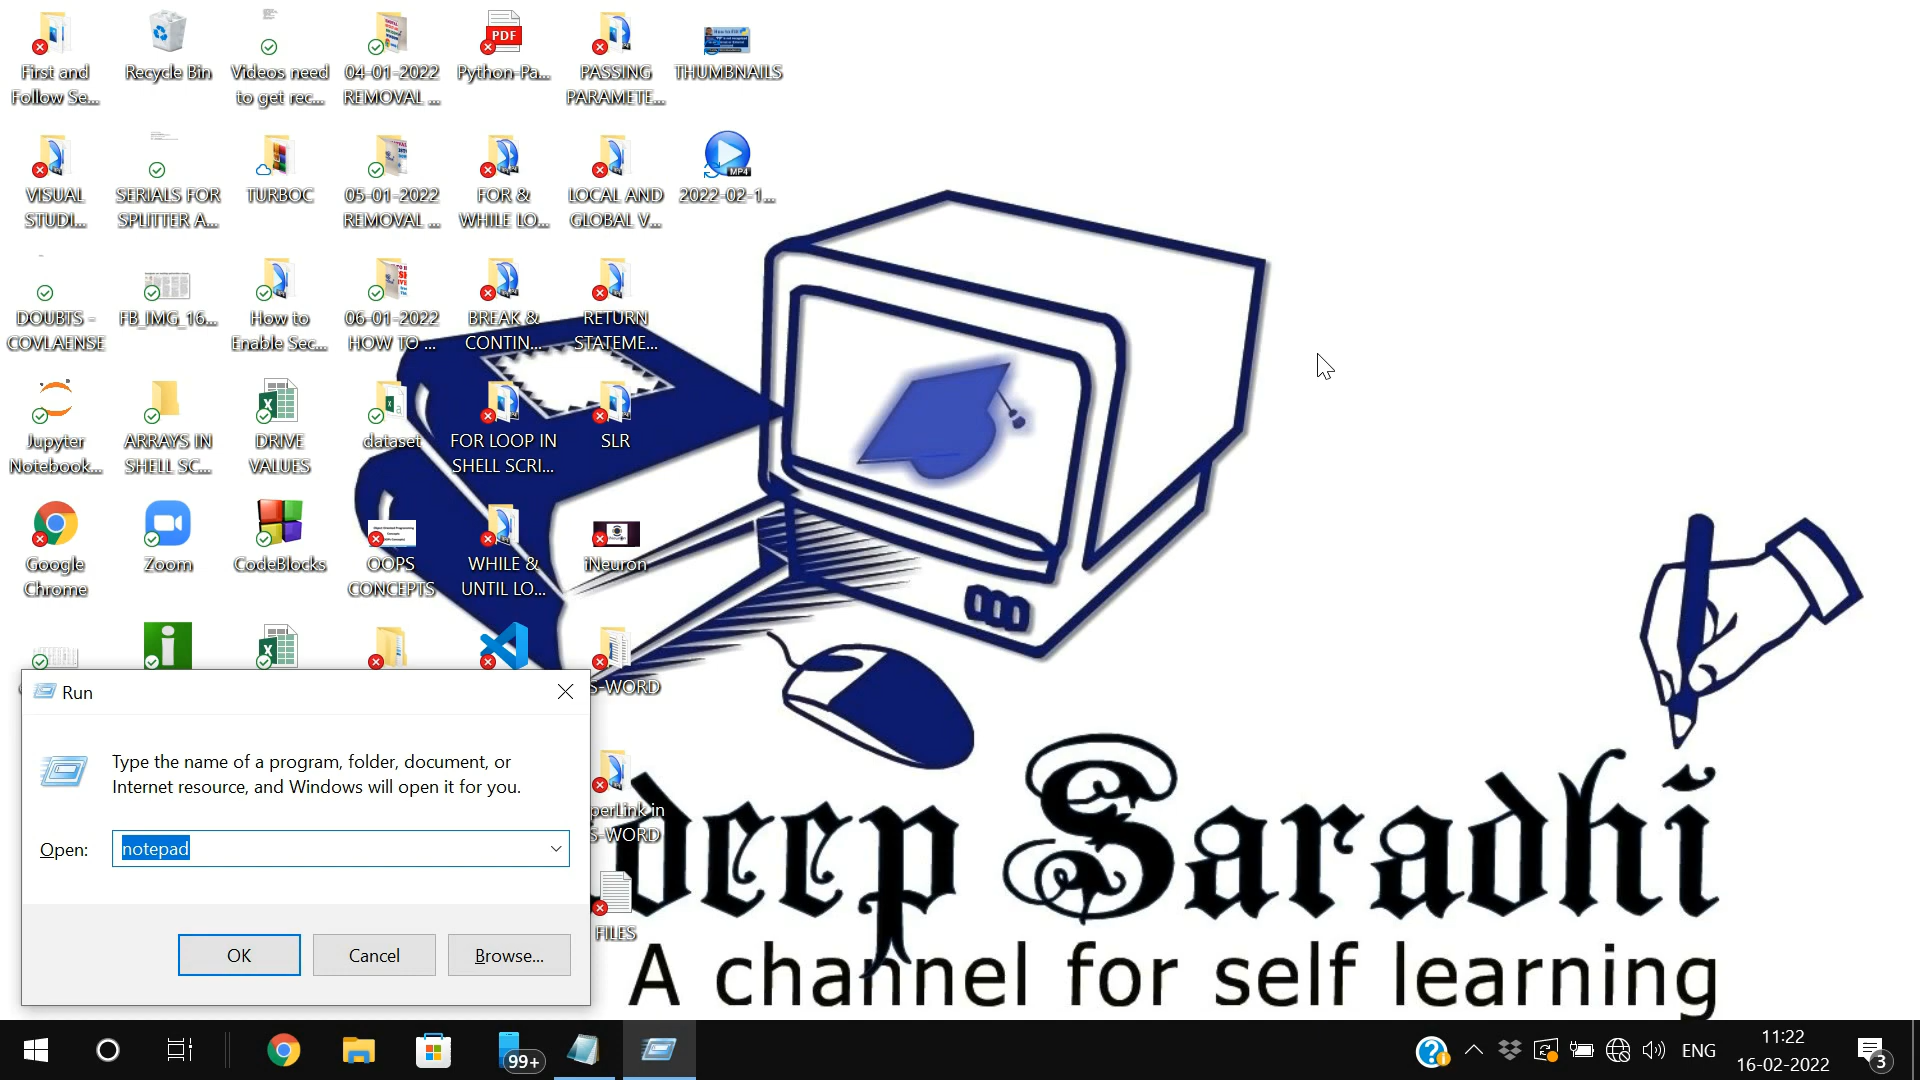 First and
Follow Se...
Recycle Bin
Videos need
to get rec...
04-01-2022
REMOVAL ...
PDF
Python-Pa...
PASSING
PARAMETE...
THUMBNAILS
VISUAL
STUDI...
SERIALS FOR
SPLITTER A...
TURBOC
05-01-2022
REMOVAL ...
FOR &
WHILE LO...
LOCAL AND
GLOBAL V...
MP4
2022-02-1...
DOUBTS -
COVLAENSE
FB_IMG_16...
How to
Enable Sec...
06-01-2022
HOW TO ...
BREAK &
CONTIN...
RETURN
STATEME...
Jupyter
Notebook...
ARRAYS IN
SHELL SC...
DRIVE
VALUES
dataset
FOR LOOP IN
SHELL SCRI...
SLR
Google
Chrome
Zoom
CodeBlocks
OOPS
CONCEPTS
WHILE &
UNTIL LO...
iNeuron
S-WORD
perLink in
S-WORD
FILES
Run
Type the name of a program, folder, document, or
Internet resource, and Windows will open it for you.
Open:
notepad
OK
Cancel
Browse...
deep Saradhi
A channel for self learning
99+
ENG
11:22
16-02-2022
3